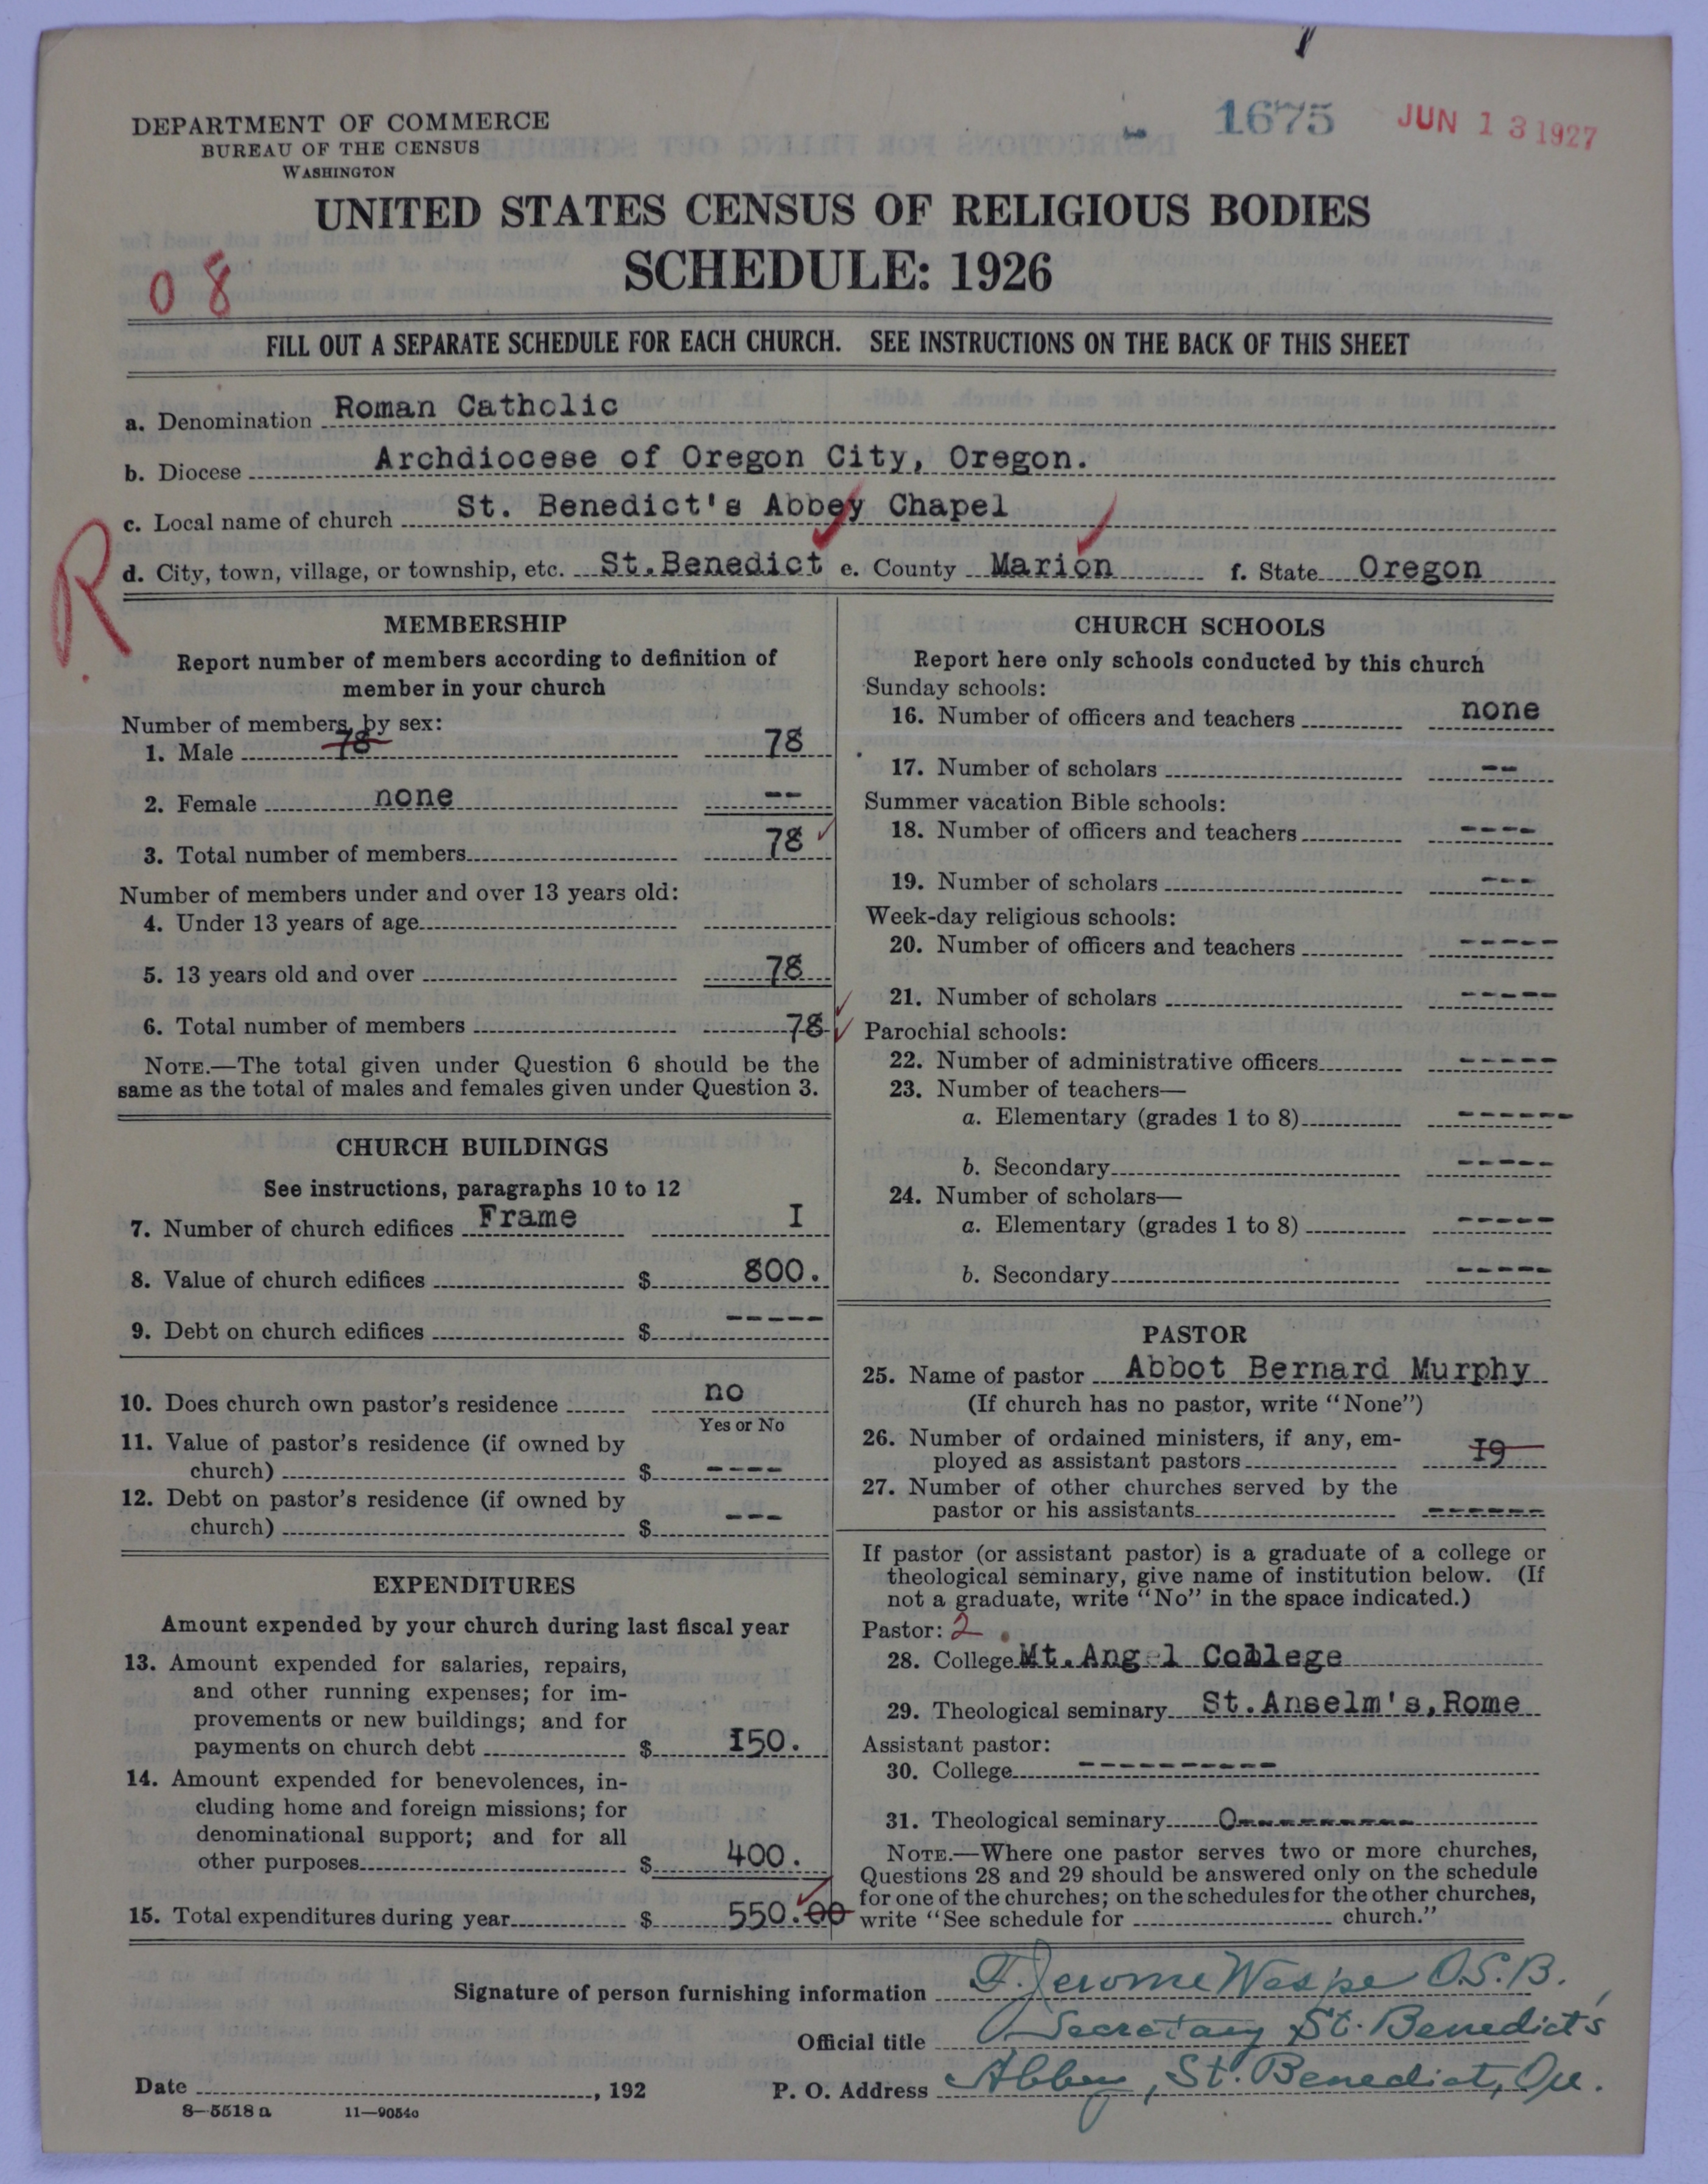 1675 JUN 13 1927
DEPARTMENT OF COMMERCE
BUREAU OF THE CENSUS
WASHINGTON
UNITED STATES CENSUS OF RELIGIOUS BODIES
SCHEDULE: 1926
08
FILL OUT A SEPARATE SCHEDULE FOR EACH CHURCH. SEE INSTRUCTIONS ON THE BACK OF THIS SHEET
a. Denomination Roman Catholic
b. Diocese Archdiocese of Oregon City, Oregon.
c. Local name of church St. Benedict's Abbey Chapel
R
d. City, town, village, or township, etc. St.Benedict e. County Marion f. State Oregon
MEMBERSHIP
Report number of members according to definition of
member in your church
Number of members by sex:
1. Male 78 78
2. Female none --
3. Total number of members 78
Number of members under and over 13 years old:
4. Under 13 years of age
5. 13 years old and over 78
6. Total number of members 78
NOTE.—The total given under Question 6 should be the
same as the total of males and females given under Question 3.
CHURCH BUILDINGS
See instructions, paragraphs 10 to 12
7. Number of church edifices Frame I
8. Value of church edifices $ 800.
9. Debt on church edifices $ -----
10. Does church own pastor's residence no
Yes or No
11. Value of pastor's residence (if owned by
church) $ ----
12. Debt on pastor's residence (if owned by
church) $ ---
EXPENDITURES
Amount expended by your church during last fiscal year
13. Amount expended for salaries, repairs,
and other running expenses; for im-
provements or new buildings; and for
payments on church debt $ I50.
14. Amount expended for benevolences, in-
cluding home and foreign missions; for
denominational support; and for all
other purposes $ 400.
15. Total expenditures during year $ 550.00
CHURCH SCHOOLS
Report here only schools conducted by this church
Sunday schools:
16. Number of officers and teachers none
17. Number of scholars --
Summer vacation Bible schools:
18. Number of officers and teachers ----
19. Number of scholars ---
Week-day religious schools:
20. Number of officers and teachers -----
21. Number of scholars -----
Parochial schools:
22. Number of administrative officers -----
23. Number of teachers—
a. Elementary (grades 1 to 8) ------
b. Secondary -----
24. Number of scholars—
a. Elementary (grades 1 to 8) -----
b. Secondary -----
PASTOR
25. Name of pastor Abbot Bernard Murphy
(If church has no pastor, write "None")
26. Number of ordained ministers, if any, em-
ployed as assistant pastors I9
27. Number of other churches served by the
pastor or his assistants ------
If pastor (or assistant pastor) is a graduate of a college or
theological seminary, give name of institution below. (If
not a graduate, write "No" in the space indicated.)
Pastor: 2
28. College Mt.Angel College
29. Theological seminary St.Anselm's,Rome
Assistant pastor:
30. College ----------
31. Theological seminary O---------
NOTE.—Where one pastor serves two or more churches,
Questions 28 and 29 should be answered only on the schedule
for one of the churches; on the schedules for the other churches,
write "See schedule for church."
Signature of person furnishing information F. Jerome Wespe O.S.B.,
Official title Secretary St. Benedict's
Date , 192 P. O. Address Abbey, St. Benedict, Ore.
8—5518 a 11—9054o